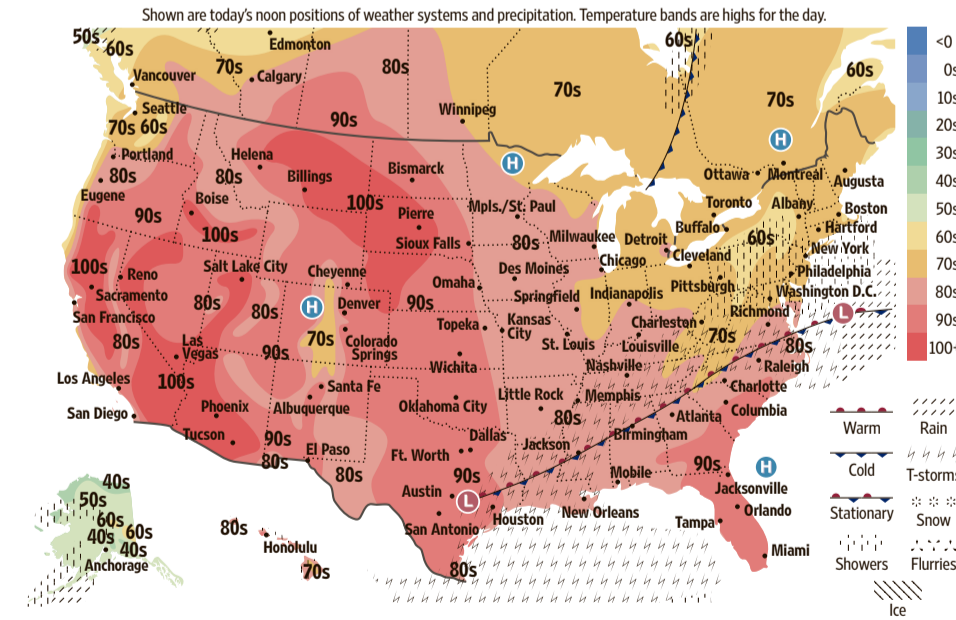 Shown are today's noon positions of weather systems and precipitation. Temperature bands are highs for the day.
50s
60s
Edmonton
70s
Calgary
80s
60s
60s
Vancouver
70s
70s
Seattle
90s
Winnipeg
70s 60s
Portland
Helena
H
H
80s
80s
Billings
Bismarck
Ottawa
Montreal
Augusta
Eugene
Boise
100s
Pierre
Mpls./St. Paul
Toronto
Albany
Boston
90s
100s
Sioux Falls
80s
Milwaukee
Detroit
Buffalo
60s
Hartford
100s
Reno
Salt Lake City
Cheyenne
Des Moines
Chicago
Cleveland
New York
Sacramento
80s
80s
H
Denver
90s
Omaha
Springfield
Indianapolis
Pittsburgh
Philadelphia
San Francisco
Washington D.C.
80s
Las
Vegas
90s
70s
Colorado
Springs
Topeka
Kansas
City
St. Louis
Louisville
Charleston
70s
Richmond
L
80s
Raleigh
Los Angeles
100s
Santa Fe
Wichita
Nashville
Charlotte
San Diego
Phoenix
Albuquerque
Oklahoma City
Little Rock
Memphis
80s
Atlanta
Columbia
Tucson
90s
80s
El Paso
80s
Dallas
Ft. Worth
90s
Jackson
Birmingham
Mobile
90s
H
Jacksonville
Austin
L
San Antonio
Houston
New Orleans
Orlando
Tampa
Miami
80s
40s
50s
60s
60s
40s
40s
Anchorage
80s
Honolulu
70s
<0
0s
10s
20s
30s
40s
50s
60s
70s
80s
90s
100+
Warm
Rain
Cold
T-storms
Stationary
Snow
Showers
Flurries
Ice